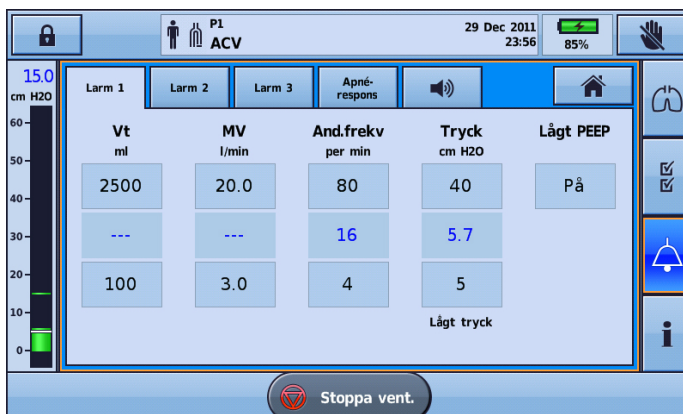 P1
ACV
29 Dec 2011
23:56
85%
15.0
cm H2O
60
50
40
30
20
10
0
Larm 1
Larm 2
Larm 3
Apné-
respons
Vt
ml
MV
l/min
And.frekv
per min
Tryck
cm H2O
Lågt PEEP
2500
20.0
80
40
På
---
---
16
5.7
100
3.0
4
5
Lågt tryck
Stoppa vent.